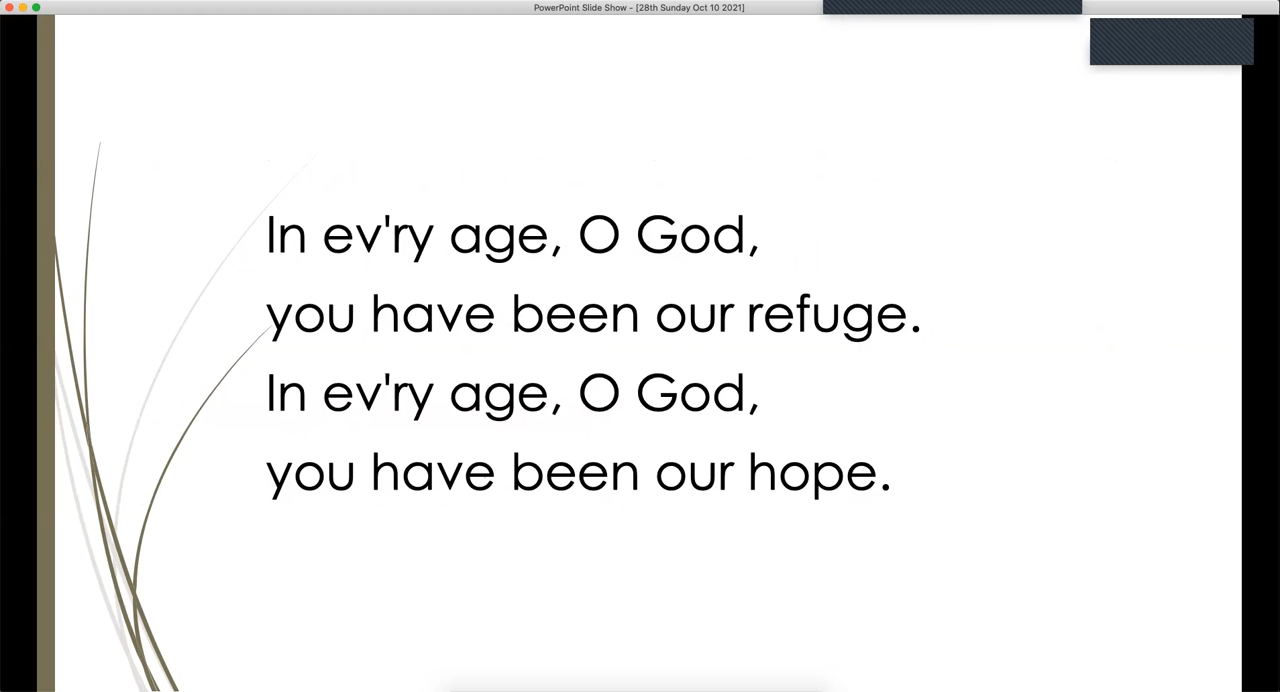 PowerPoint Slide Show - [28th Sunday Oct 10 2021]
In ev'ry age, O God,
you have been our refuge.
In ev'ry age, O God,
you have been our hope.